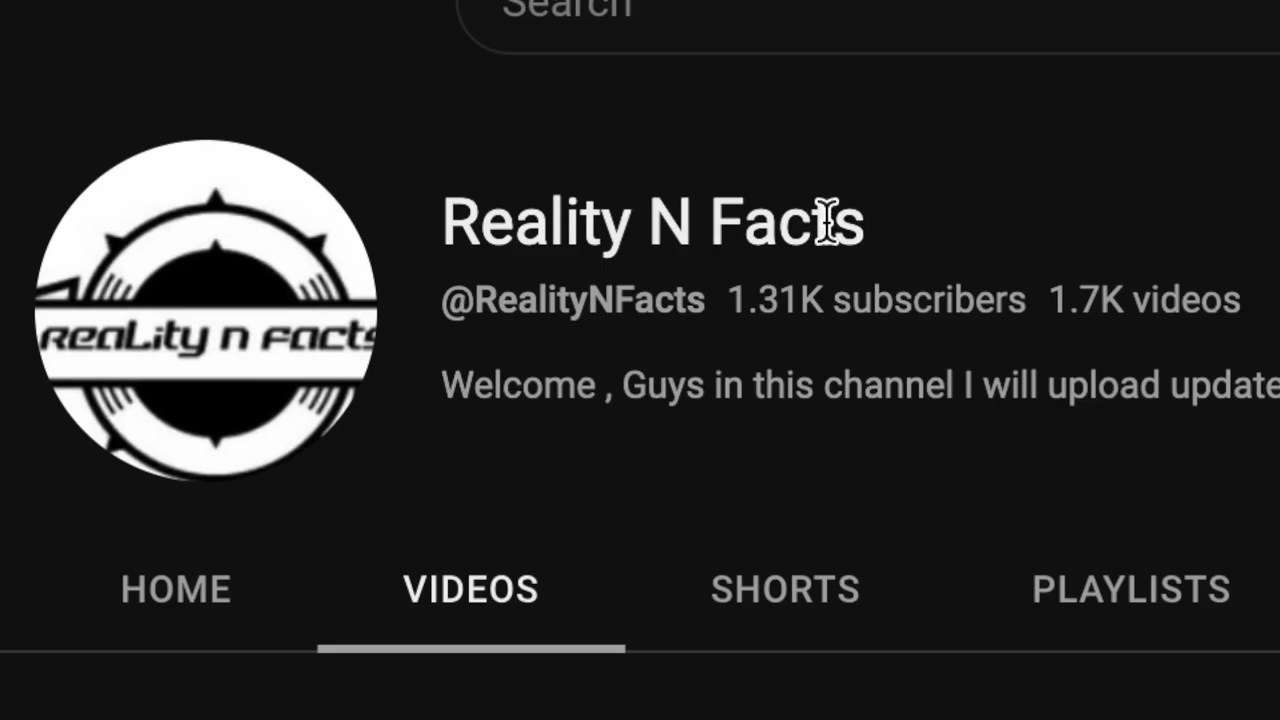 Search
Reality N Facts
@RealityNFacts 1.31K subscribers 1.7K videos
reality n facts
Welcome , Guys in this channel I will upload update
HOME VIDEOS SHORTS PLAYLISTS